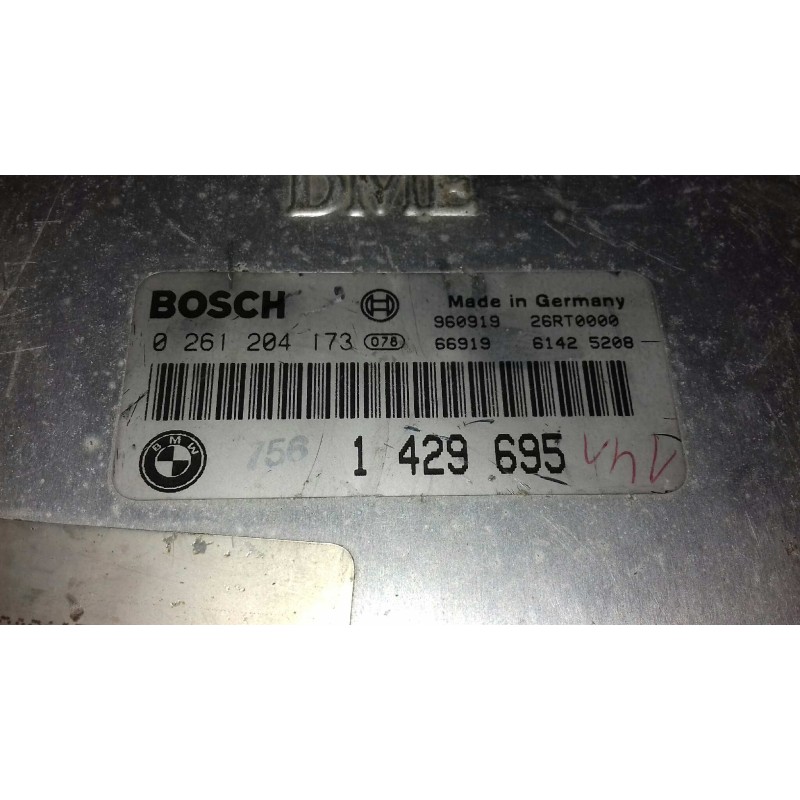 DME
BOSCH Made in Germany
960919 26RT0000
0 261 204 173 078 66919 6142 5208
BMW 756 1 429 695